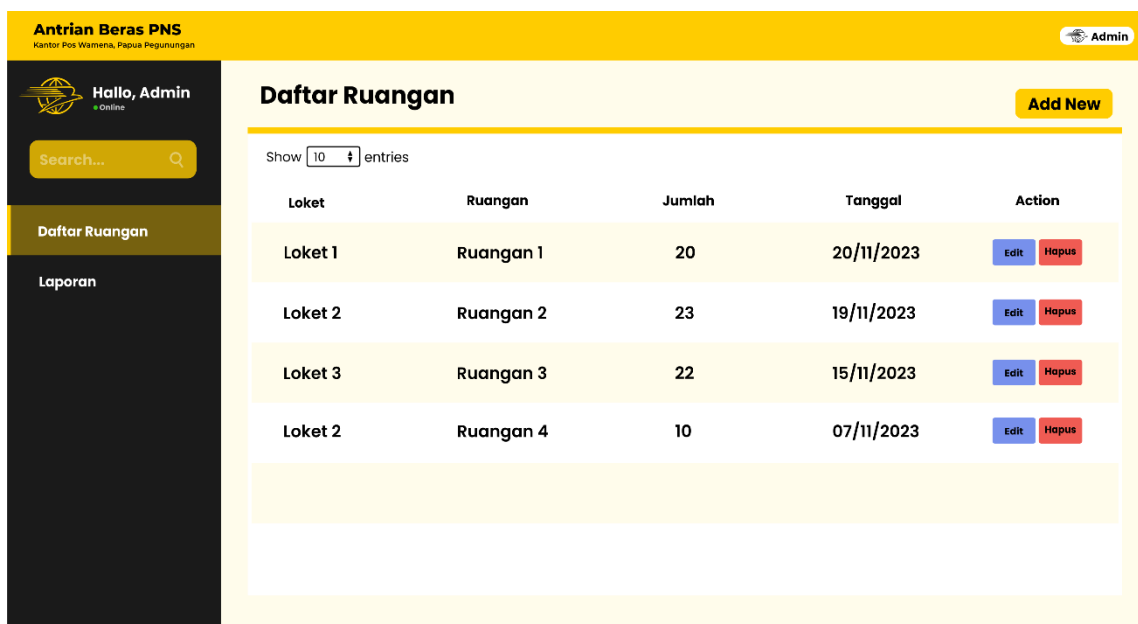 Antrian Beras PNS
Kantor Pos Wamena, Papua Pegunungan
Admin
Hallo, Admin
Online
Search...
Daftar Ruangan
Laporan
Daftar Ruangan
Add New
Show 10 entries
Loket Ruangan Jumlah Tanggal Action
Loket 1 Ruangan 1 20 20/11/2023 Edit Hapus
Loket 2 Ruangan 2 23 19/11/2023 Edit Hapus
Loket 3 Ruangan 3 22 15/11/2023 Edit Hapus
Loket 2 Ruangan 4 10 07/11/2023 Edit Hapus